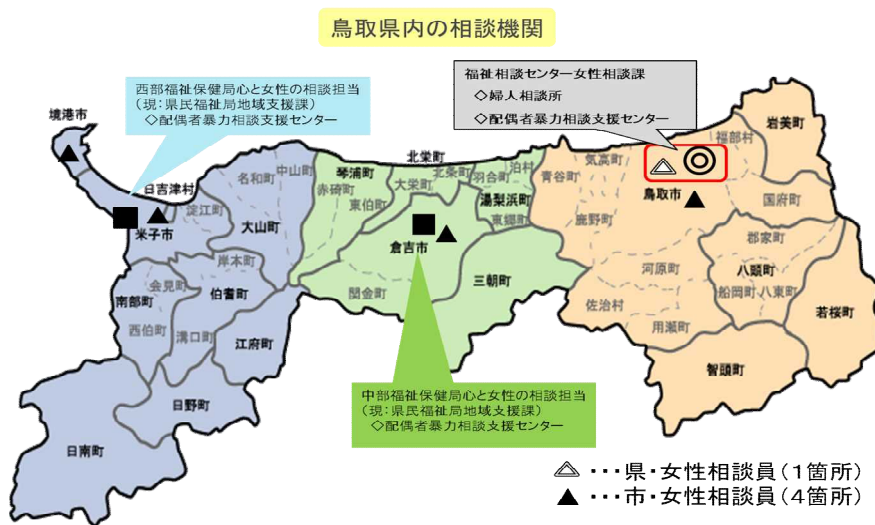 鳥取県内の相談機関
西部福祉保健局心と女性の相談担当
(現:県民福祉局地域支援課)
◇配偶者暴力相談支援センター
福祉相談センター女性相談課
◇婦人相談所
◇配偶者暴力相談支援センター
境港市
日吉津村
淀江町
米子市
名和町
中山町
大山町
岸本町
会見町
南部町
伯耆町
西伯町
溝口町
江府町
日野町
日南町
北栄町
琴浦町
赤碕町
東伯町
大栄町
北条町
羽合町
泊村
湯梨浜町
東郷町
倉吉市
関金町
三朝町
青谷町
気高町
鹿野町
鳥取市
福部村
岩美町
国府町
郡家町
八頭町
船岡町
八東町
河原町
佐治村
用瀬町
若桜町
智頭町
中部福祉保健局心と女性の相談担当
(現:県民福祉局地域支援課)
◇配偶者暴力相談支援センター
△・・・県・女性相談員(1箇所)
▲・・・市・女性相談員(4箇所)